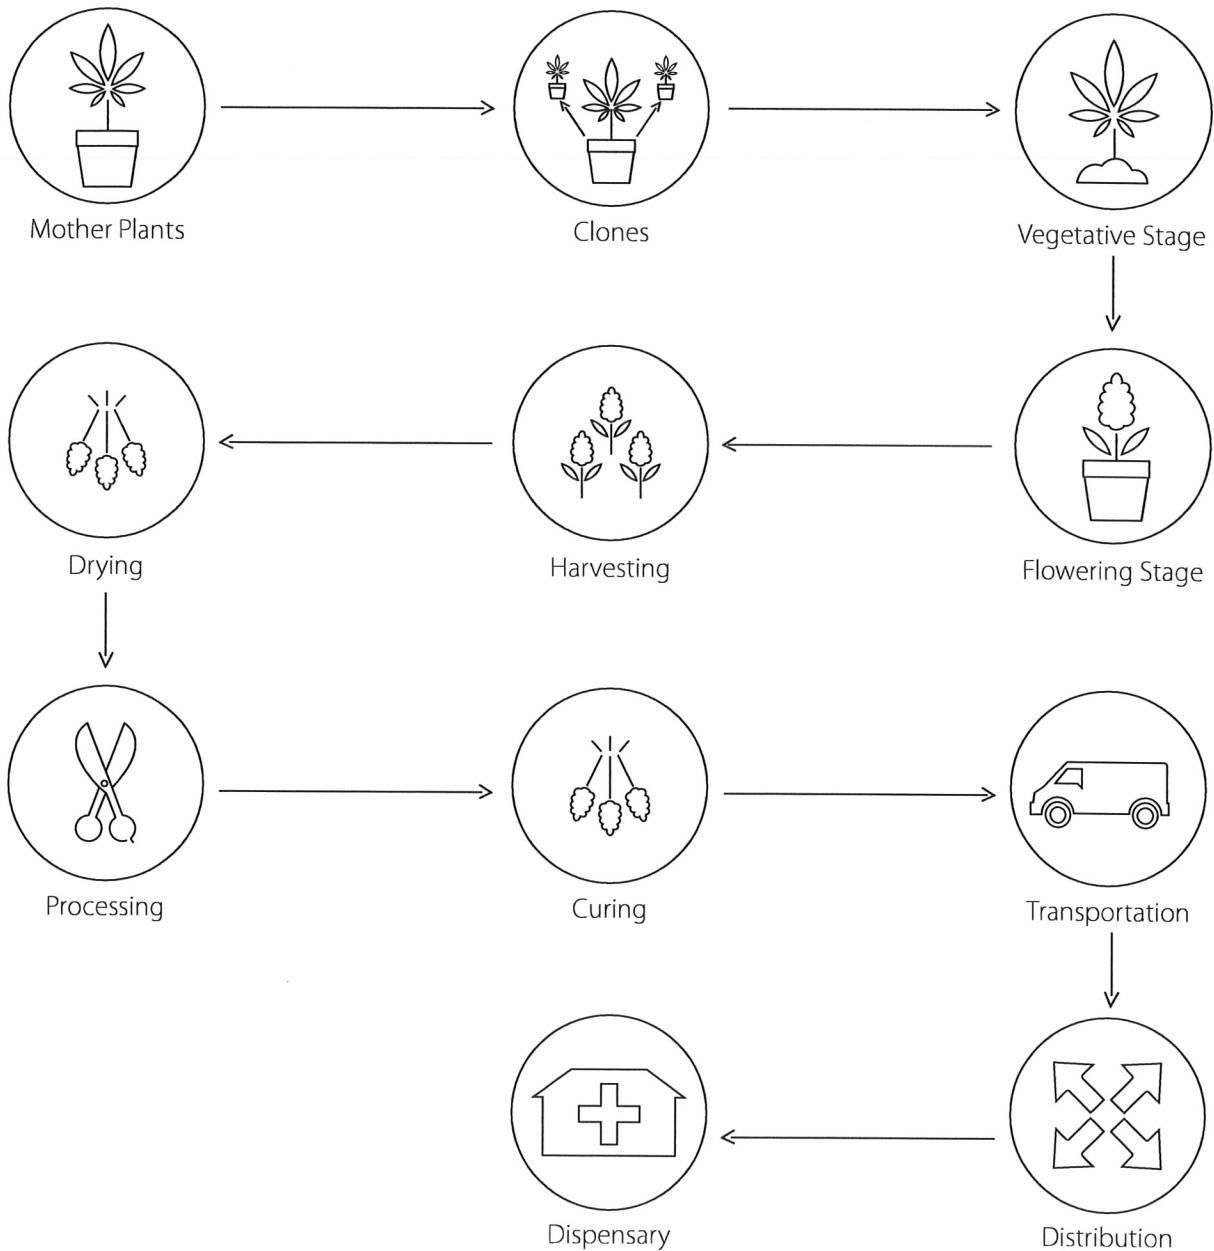 Mother Plants
Clones
Vegetative Stage
Drying
Harvesting
Flowering Stage
Processing
Curing
Transportation
Dispensary
Distribution